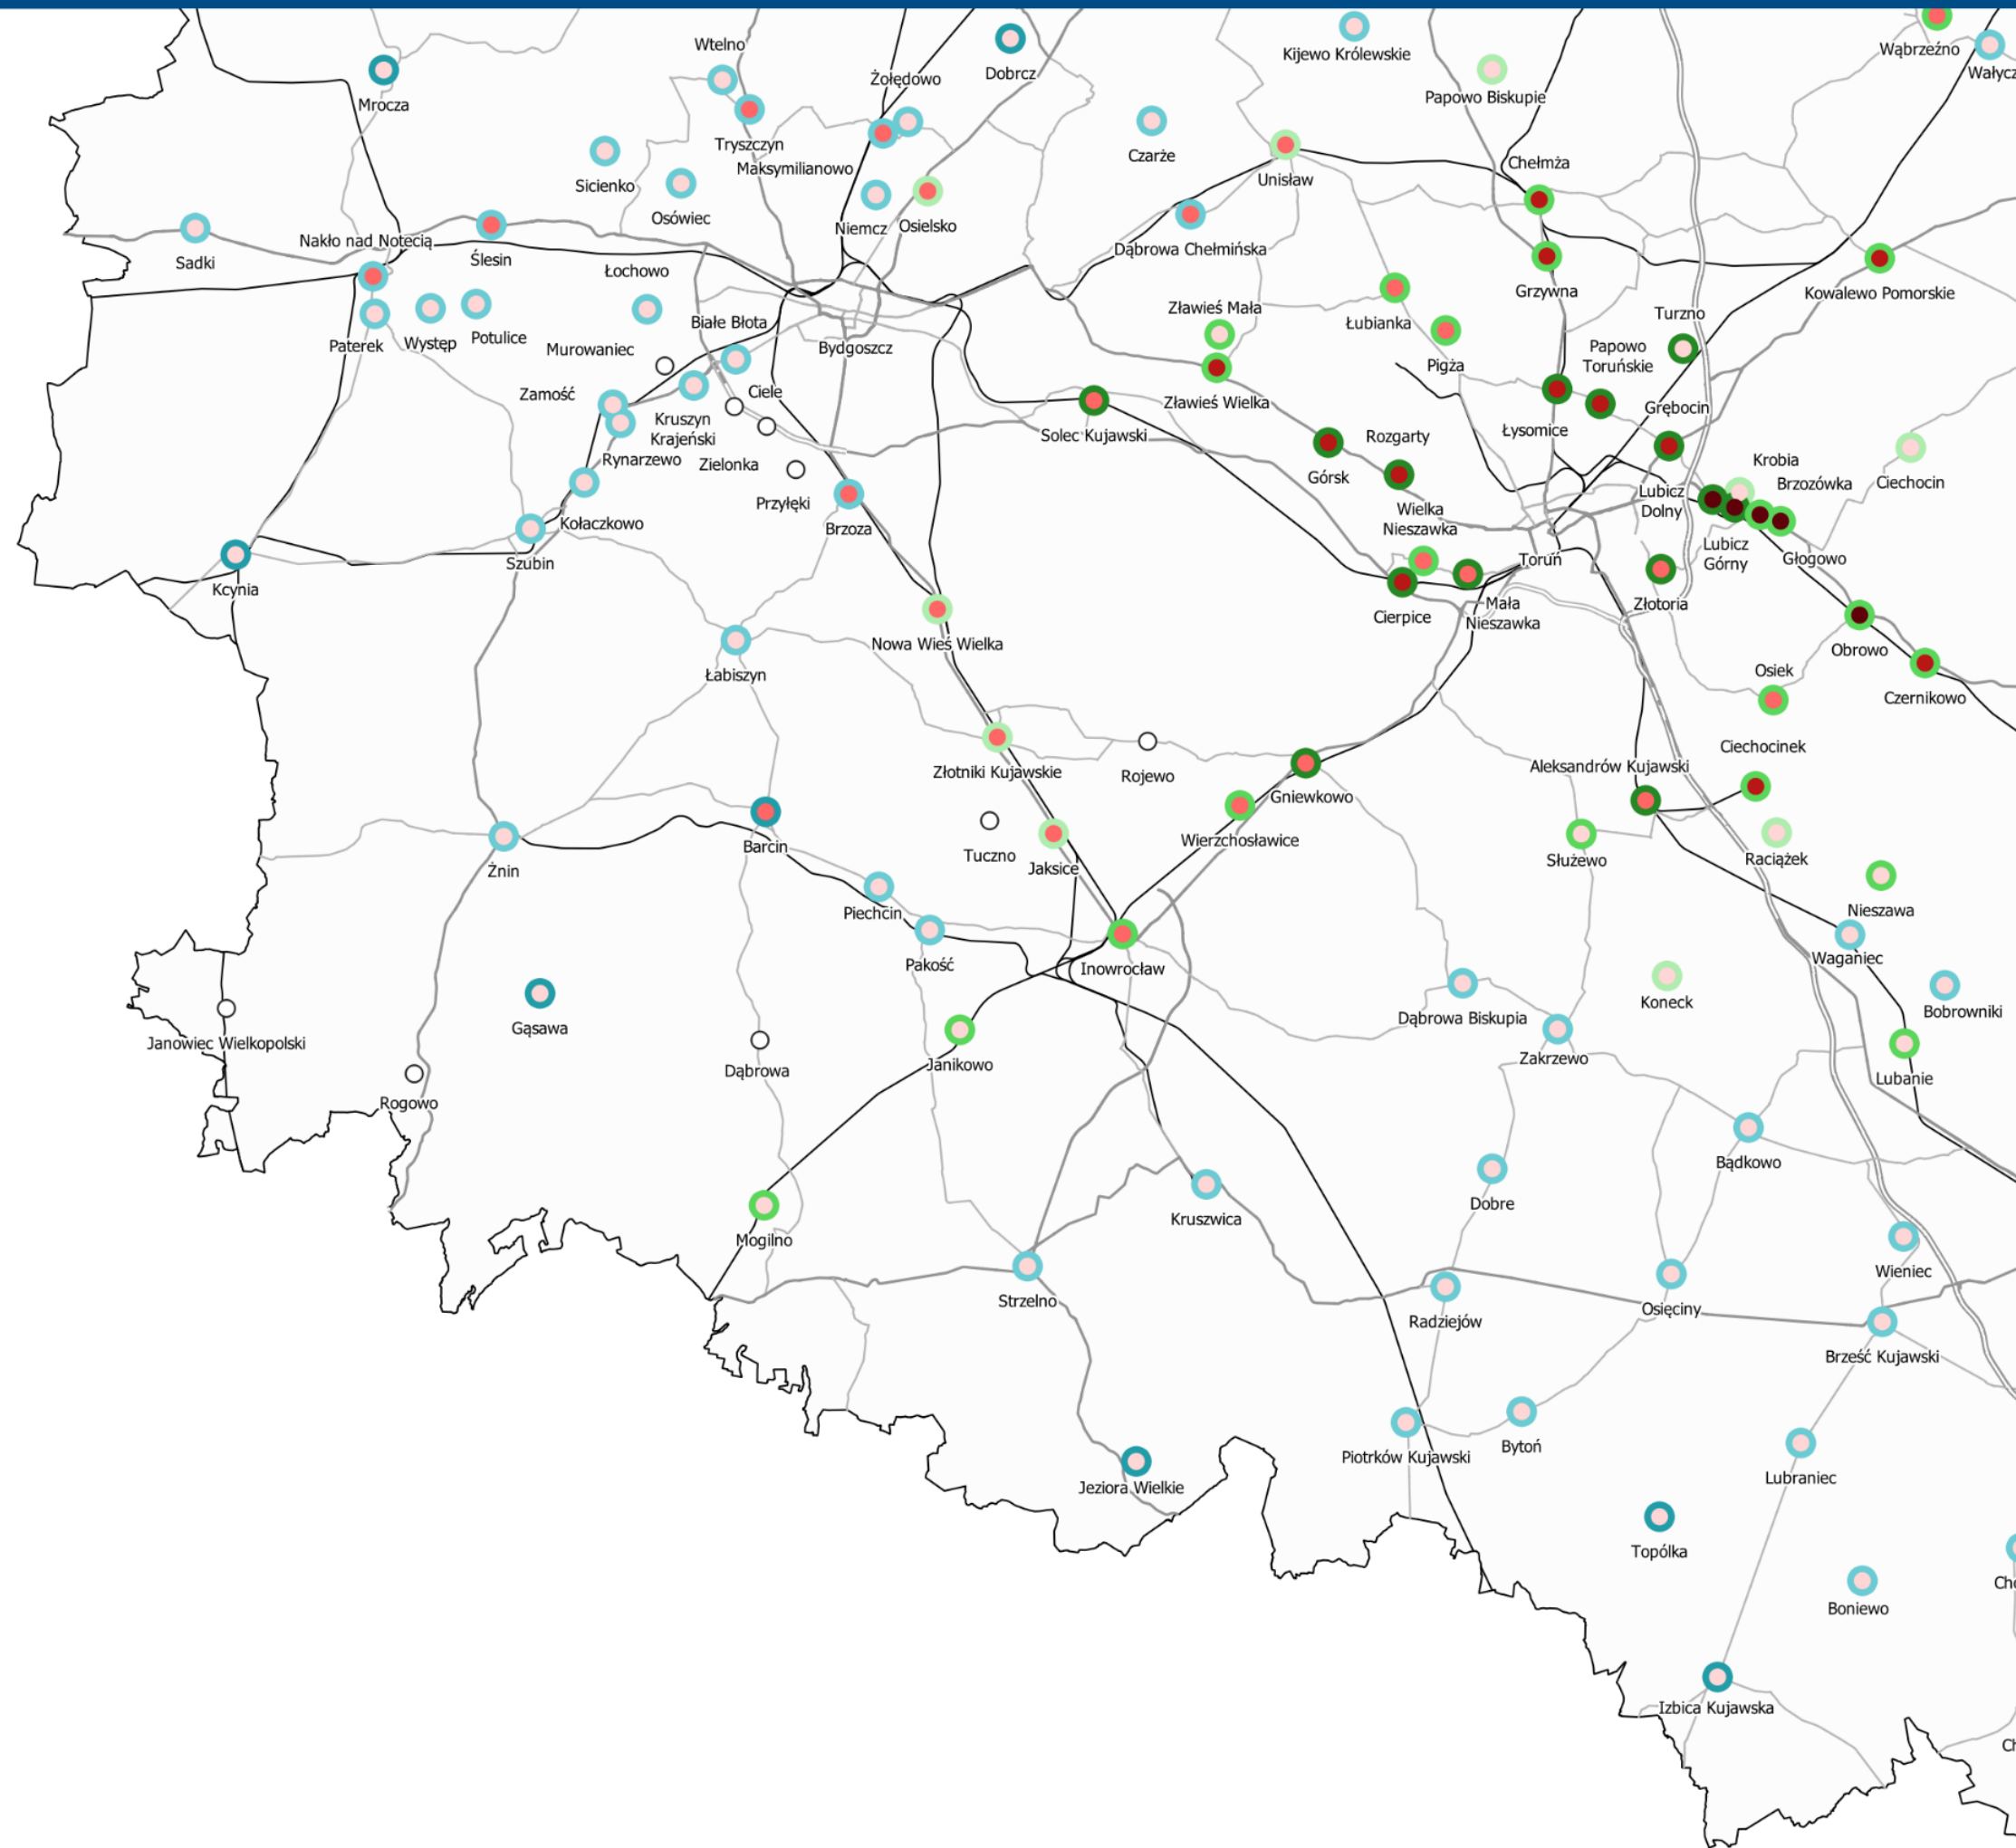 Wtelno
Kijewo Królewskie
Wąbrzeźno
Dobrcz
Żołędowo
Wałycz
Mrocza
Papowo Biskupie
Tryszczyn
Czarże
Maksymilianowo
Chełmża
Sicienko
Unisław
Osówiec
Niemcz
Osielsko
Nakło nad Notecią
Dąbrowa Chełmińska
Sadki
Ślesin
Łochowo
Grzywna
Kowalewo Pomorskie
Zławieś Mała
Turzno
Białe Błota
Łubianka
Paterek
Występ
Potulice
Murowaniec
Bydgoszcz
Papowo
Toruńskie
Pigża
Zamość
Ciele
Zławieś Wielka
Grębocin
Kruszyn
Krajeński
Solec Kujawski
Rozgarty
Łysomice
Rynarzewo
Zielonka
Krobia
Górsk
Brzozówka
Ciechocin
Przyłęki
Lubicz
Dolny
Wielka
Nieszawka
Kołaczkowo
Brzoza
Lubicz
Górny
Szubin
Toruń
Głogowo
Kcynia
Mała
Nieszawka
Złotoria
Cierpice
Nowa Wieś Wielka
Obrowo
Łabiszyn
Osiek
Czernikowo
Ciechocinek
Złotniki Kujawskie
Rojewo
Aleksandrów Kujawski
Gniewkowo
Wierzchosławice
Barcin
Tuczno
Jaksice
Służewo
Raciążek
Żnin
Piechcin
Nieszawa
Pakość
Inowrocław
Waganiec
Koneck
Bobrowniki
Gąsawa
Dąbrowa Biskupia
Janowiec Wielkopolski
Dąbrowa
Janikowo
Zakrzewo
Lubanie
Rogowo
Bądkowo
Dobre
Kruszwica
Mogilno
Wieniec
Strzelno
Osięciny
Radziejów
Brześć Kujawski
Piotrków Kujawski
Bytoń
Lubraniec
Jeziora Wielkie
Topólka
Boniewo
Izbica Kujawska